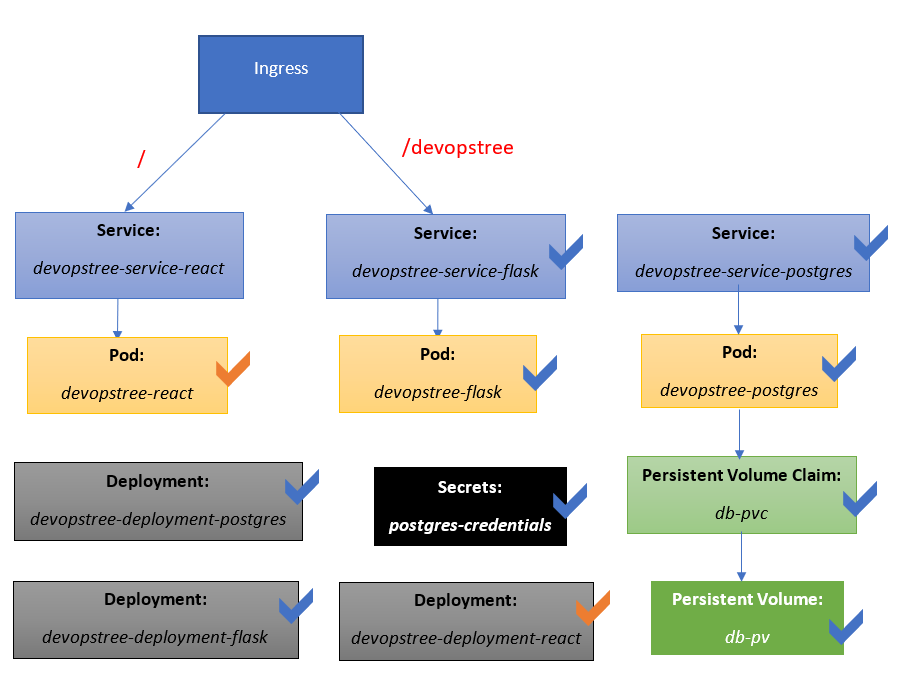 Ingress
/
/devopstree
Service:
devopstree-service-react
Service:
devopstree-service-flask
Service:
devopstree-service-postgres
Pod:
devopstree-react
Pod:
devopstree-flask
Pod:
devopstree-postgres
Deployment:
devopstree-deployment-postgres
Secrets:
postgres-credentials
Persistent Volume Claim:
db-pvc
Deployment:
devopstree-deployment-flask
Deployment:
devopstree-deployment-react
Persistent Volume:
db-pv